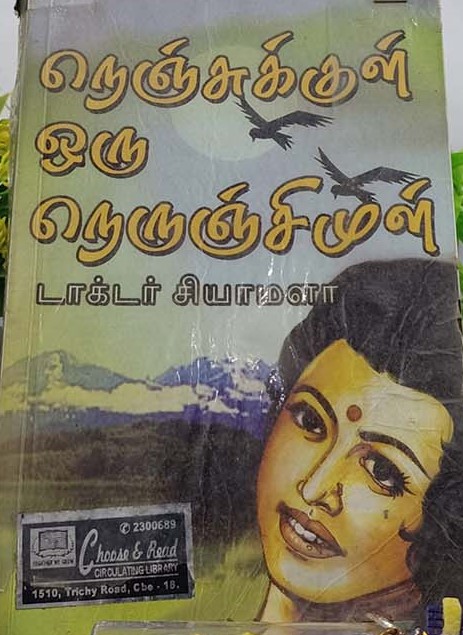 நெஞ்சுக்குள்
ஒரு
நெருஞ்சிமுள்
டாக்டர் சியாமளா
✆ 2300689
Choose & Read
CIRCULATING LIBRARY
1510, Trichy Road, Cbe - 18.